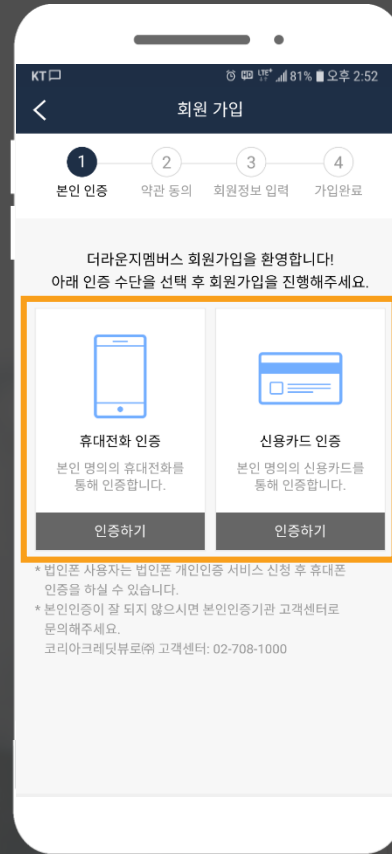 KT LTE 81% 오후 2:52
회원 가입
1 2 3 4
본인 인증 약관 동의 회원정보 입력 가입완료
더라운지멤버스 회원가입을 환영합니다!
아래 인증 수단을 선택 후 회원가입을 진행해주세요.
휴대전화 인증
본인 명의의 휴대전화를
통해 인증합니다.
인증하기
신용카드 인증
본인 명의의 신용카드를
통해 인증합니다.
인증하기
* 법인폰 사용자는 법인폰 개인인증 서비스 신청 후 휴대폰
인증을 하실 수 있습니다.
* 본인인증이 잘 되지 않으시면 본인인증기관 고객센터로
문의해주세요.
코리아크레딧뷰로㈜ 고객센터: 02-708-1000